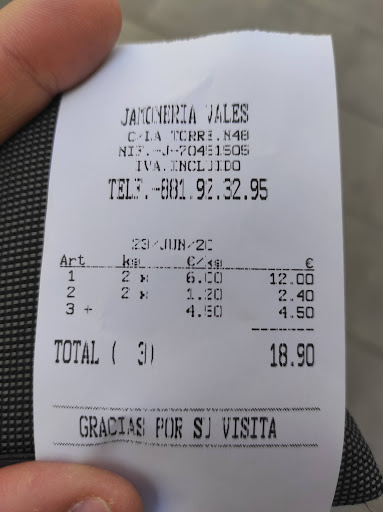 JAMONERIA VALES
C/LA TORRE.N48
NIF.-J-70451505
IVA.INCLUIDO
TELF.-881.92.32.95
23/JUN/20
Art kg €/kg €
1 2 x 6.00 12.00
2 2 x 1.20 2.40
3 + 4.50 4.50
TOTAL ( 3) 18.90
GRACIAS POR SU VISITA